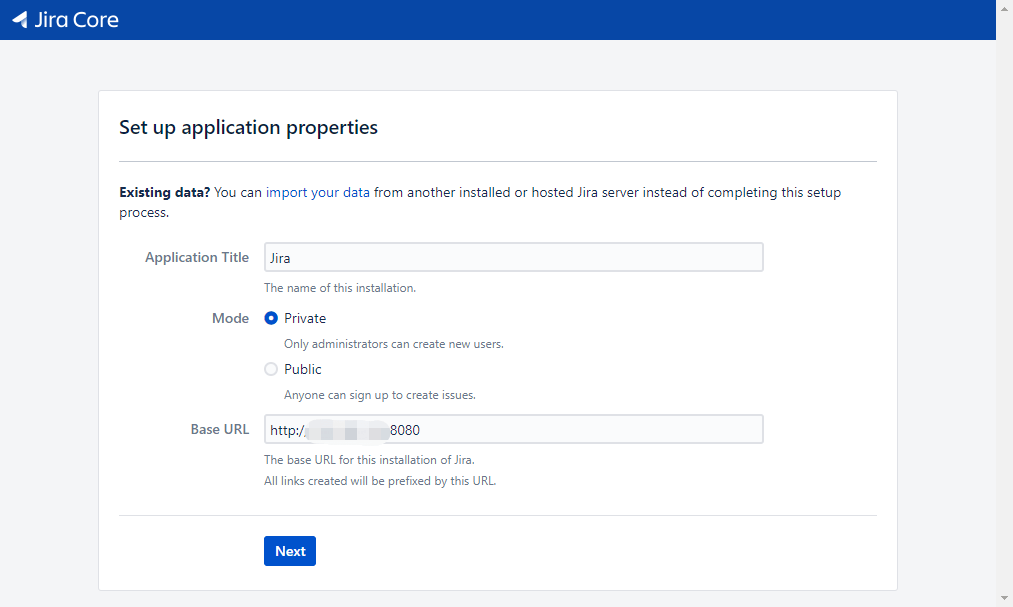 Jira Core
Set up application properties
Existing data? You can import your data from another installed or hosted Jira server instead of completing this setup
process.
Application Title
Jira
The name of this installation.
Mode
Private
Only administrators can create new users.
Public
Anyone can sign up to create issues.
Base URL
http:/ 8080
The base URL for this installation of Jira.
All links created will be prefixed by this URL.
Next